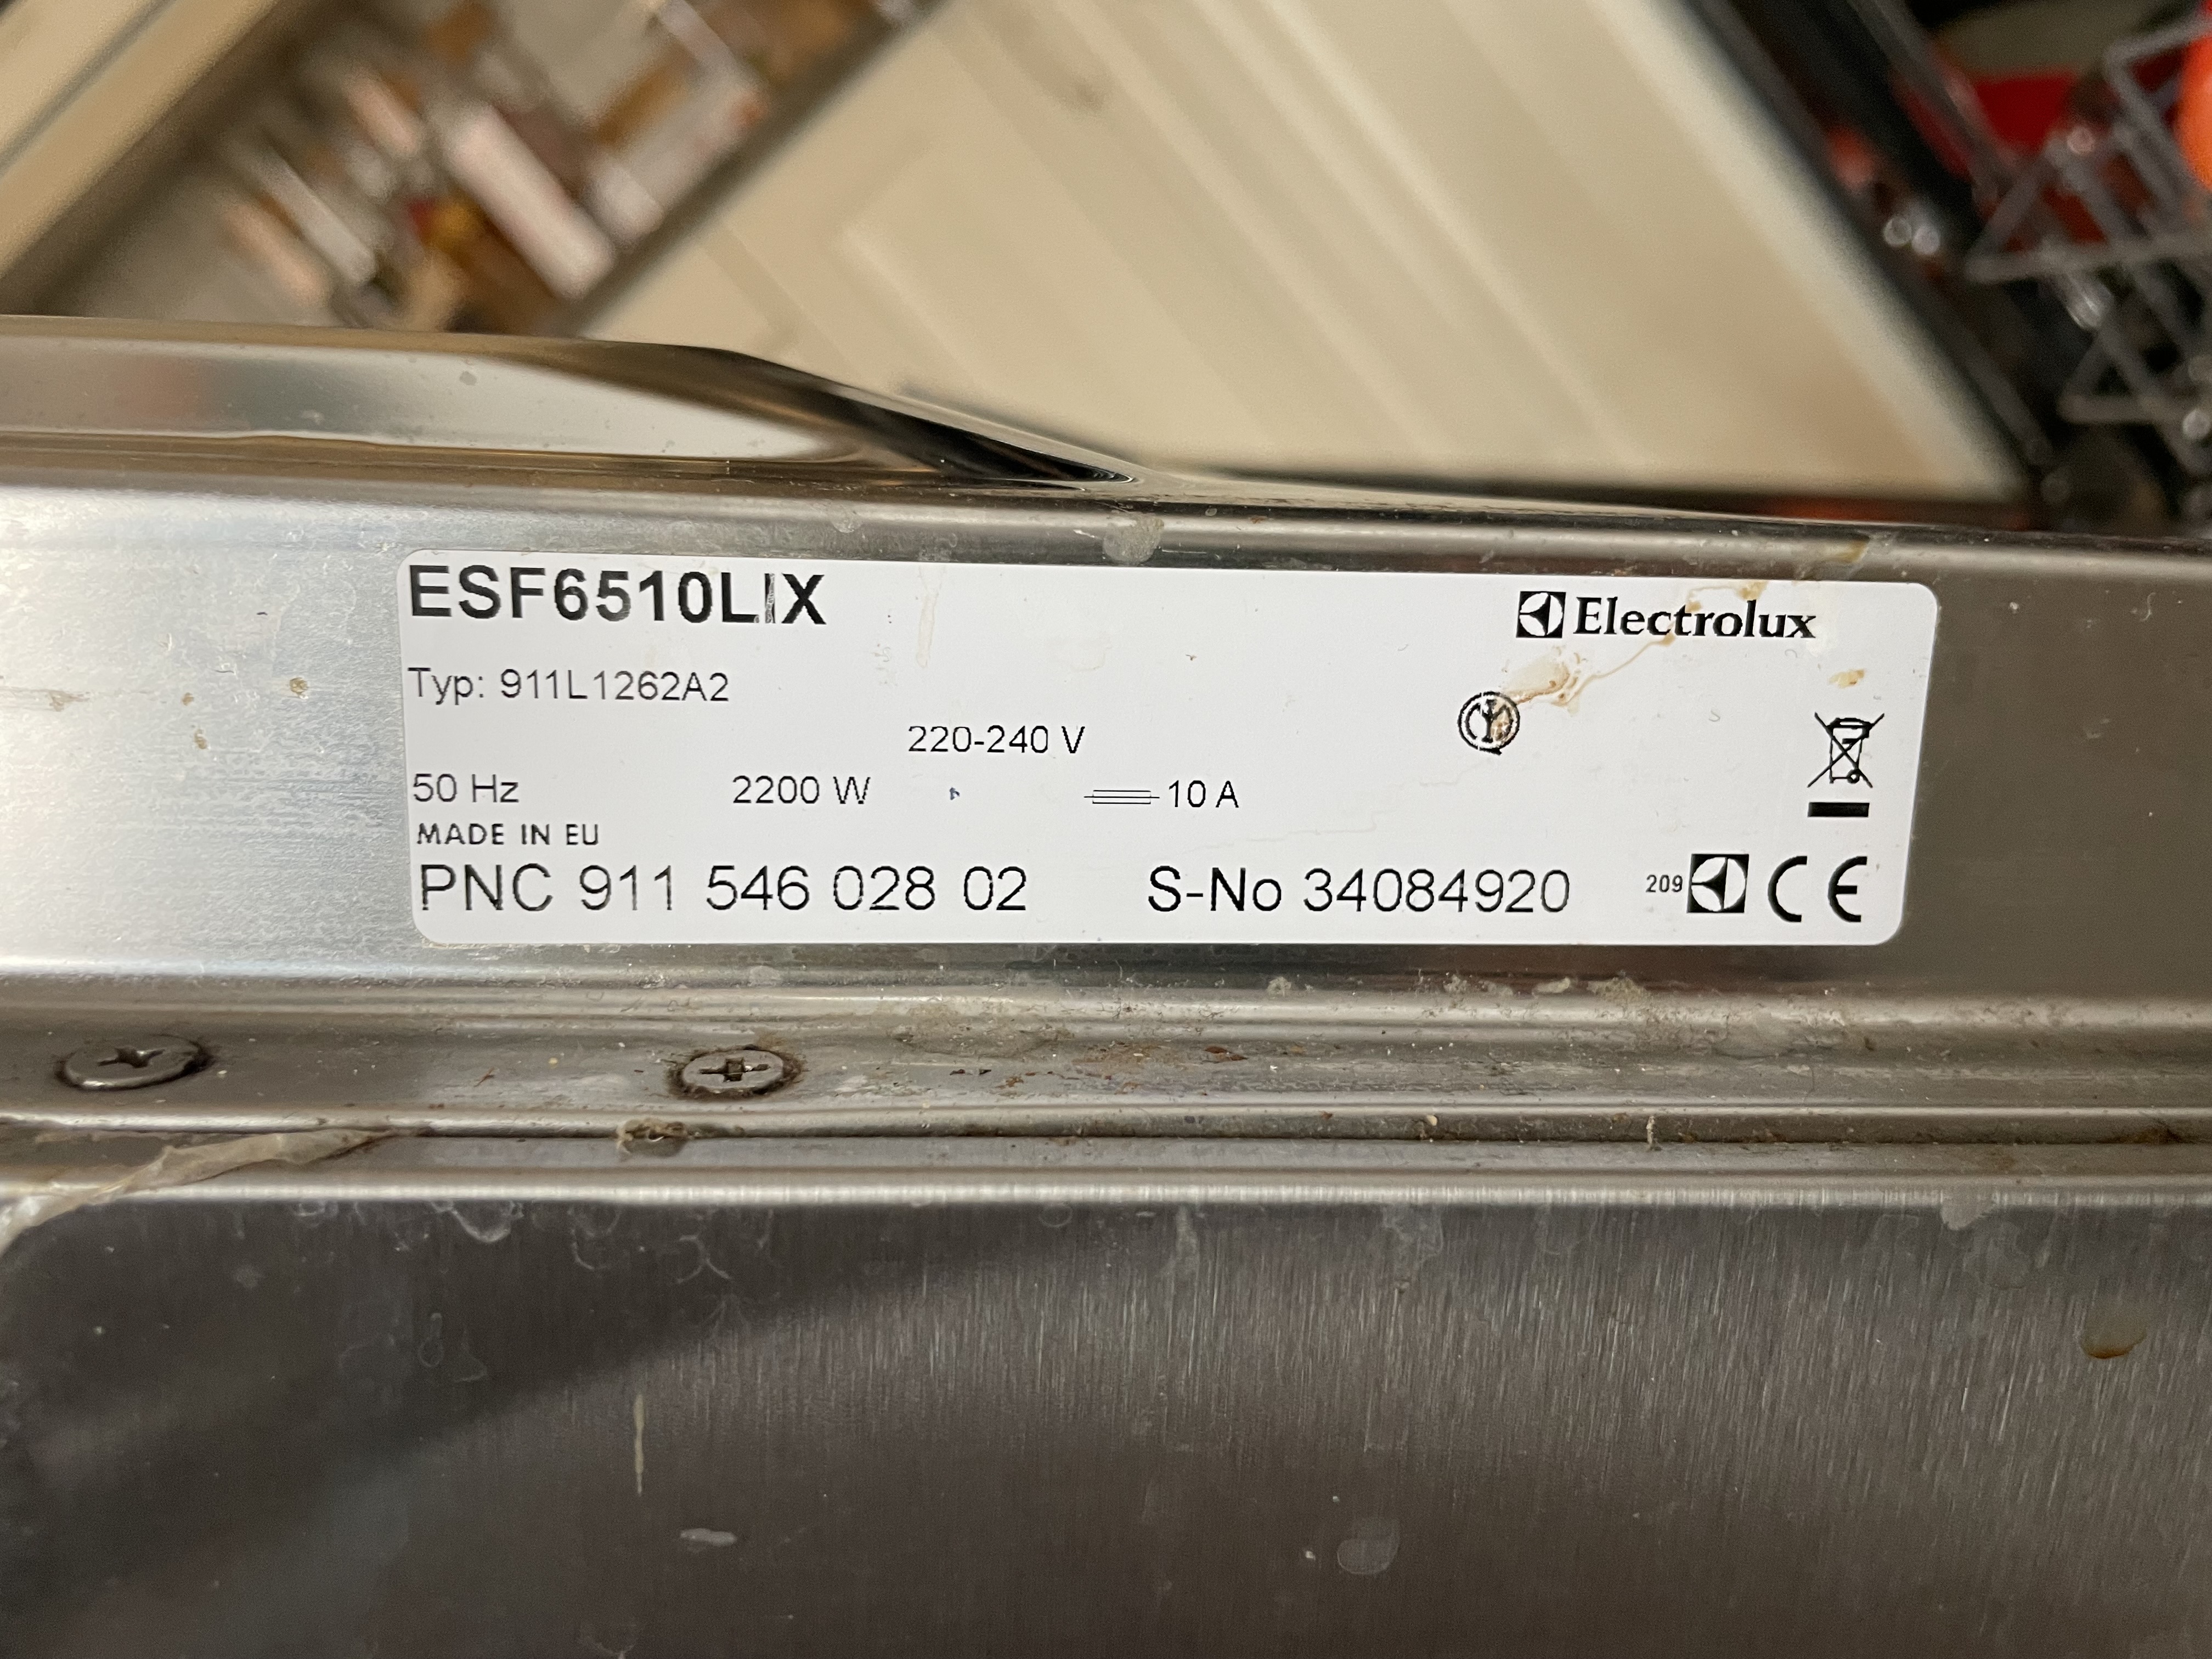 ESF6510LIX
Electrolux
Typ: 911L1262A2
220-240 V
50 Hz 2200 W 10 A
MADE IN EU
PNC 911 546 028 02 S-No 34084920 209 CE